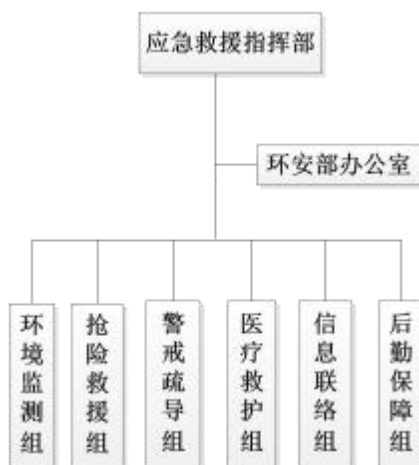 应急救援指挥部
环安部办公室
环境监测组
抢险救援组
警戒疏导组
医疗救护组
信息联络组
后勤保障组